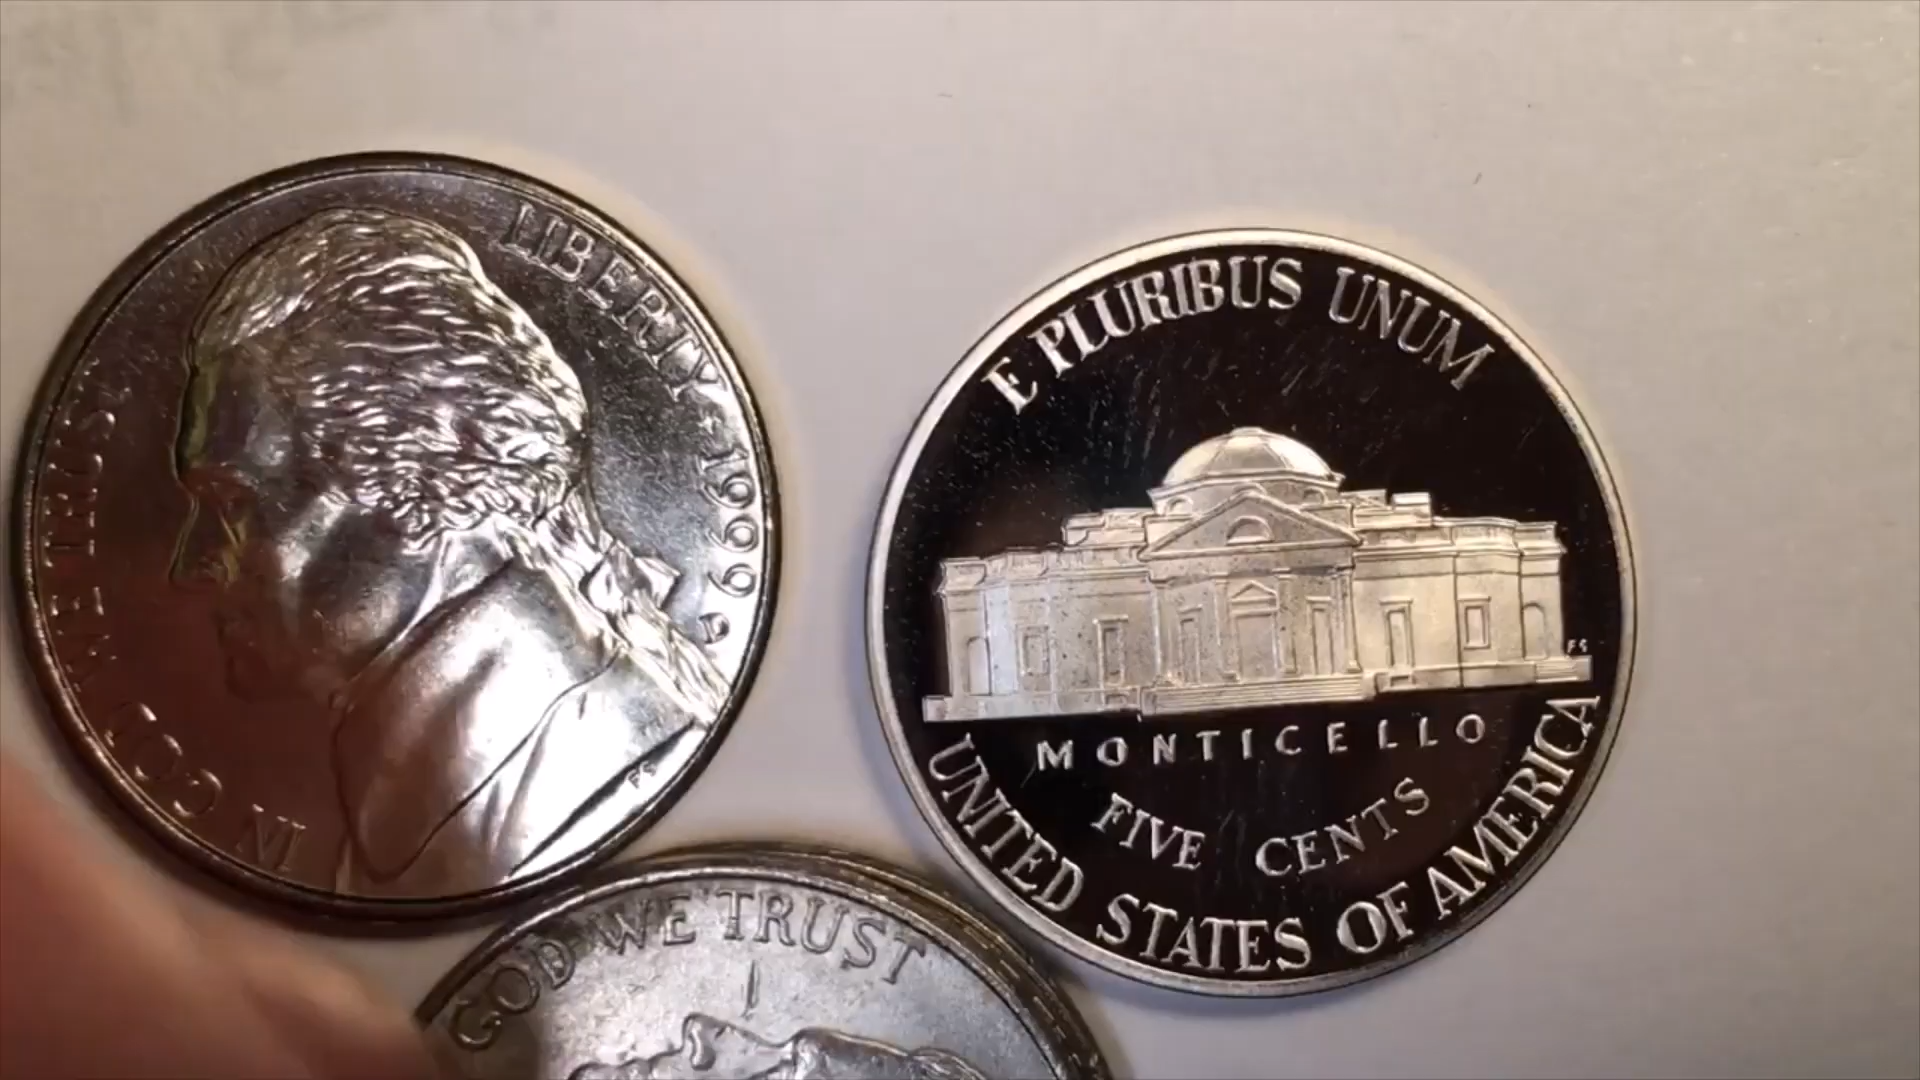 IN GOD WE TRUST
LIBERTY ★ 1999
D
FS
E PLURIBUS UNUM
FS
MONTICELLO
FIVE CENTS
UNITED STATES OF AMERICA
GOD WE TRUST